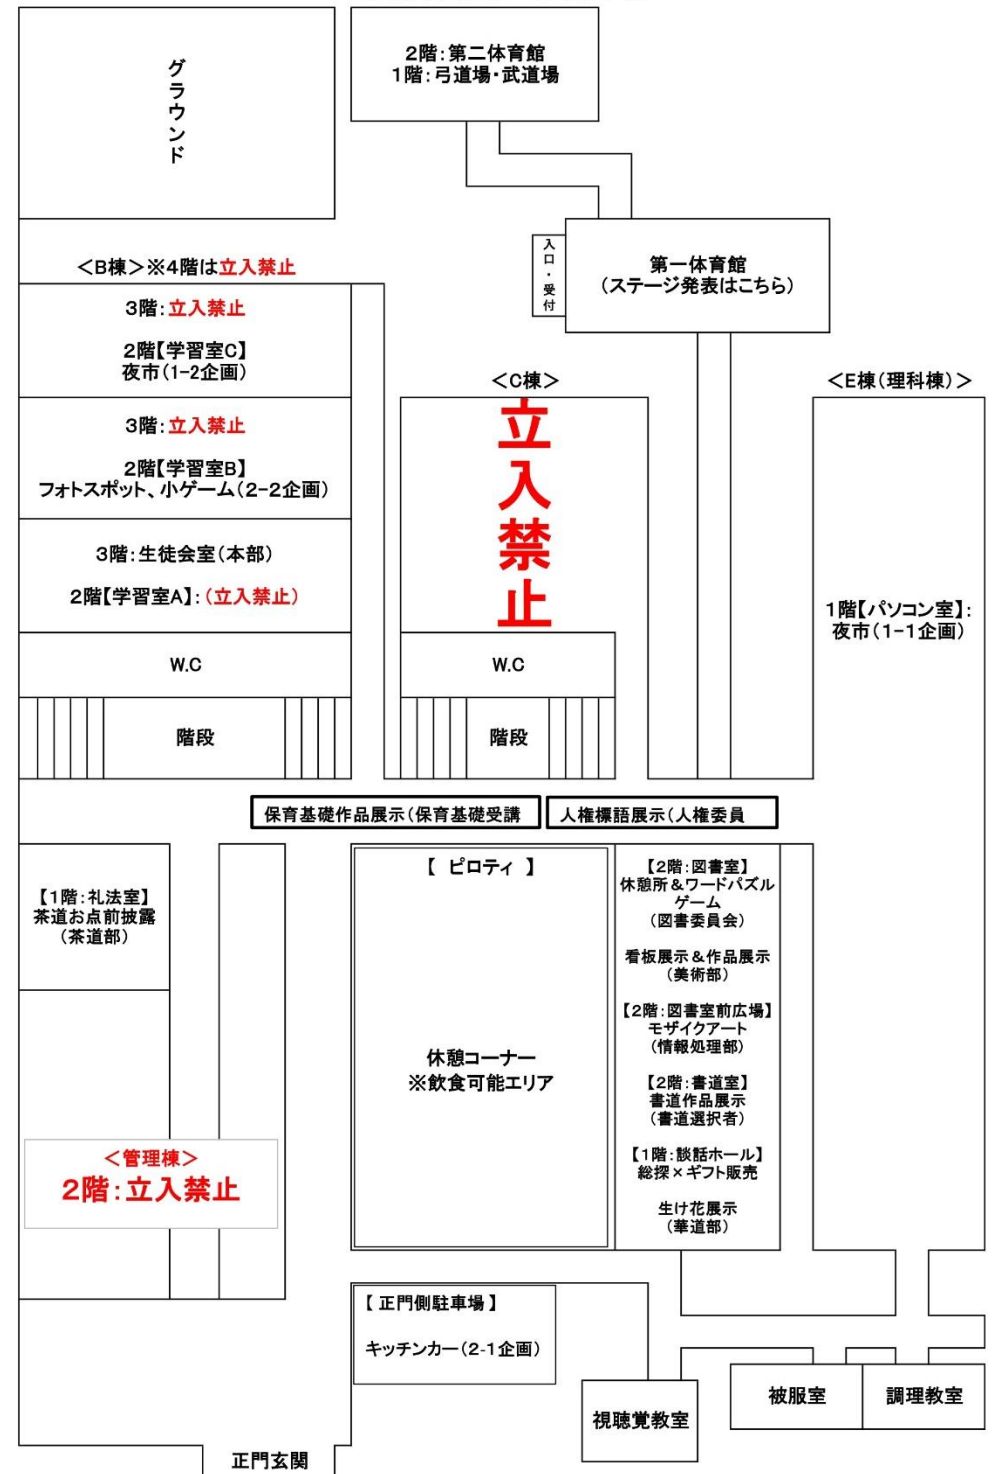 グラウンド
2階：第二体育館
1階：弓道場・武道場
入口・受付
第一体育館
（ステージ発表はこちら）
＜B棟＞※4階は立入禁止
3階：立入禁止
2階【学習室C】
夜市（1-2企画）
3階：立入禁止
2階【学習室B】
フォトスポット、小ゲーム（2-2企画）
3階：生徒会室（本部）
2階【学習室A】：（立入禁止）
W.C
階段
＜C棟＞
立入禁止
W.C
階段
＜E棟（理科棟）＞
1階【パソコン室】：
夜市（1-1企画）
保育基礎作品展示（保育基礎受講
人権標語展示（人権委員
【1階：礼法室】
茶道お点前披露
（茶道部）
＜管理棟＞
2階：立入禁止
【 ピロティ 】
休憩コーナー
※飲食可能エリア
【2階：図書室】
休憩所＆ワードパズル
ゲーム
（図書委員会）
看板展示＆作品展示
（美術部）
【2階：図書室前広場】
モザイクアート
（情報処理部）
【2階：書道室】
書道作品展示
（書道選択者）
【1階：談話ホール】
総探×ギフト販売
生け花展示
（華道部）
【 正門側駐車場 】
キッチンカー（2-1企画）
視聴覚教室
被服室
調理教室
正門玄関